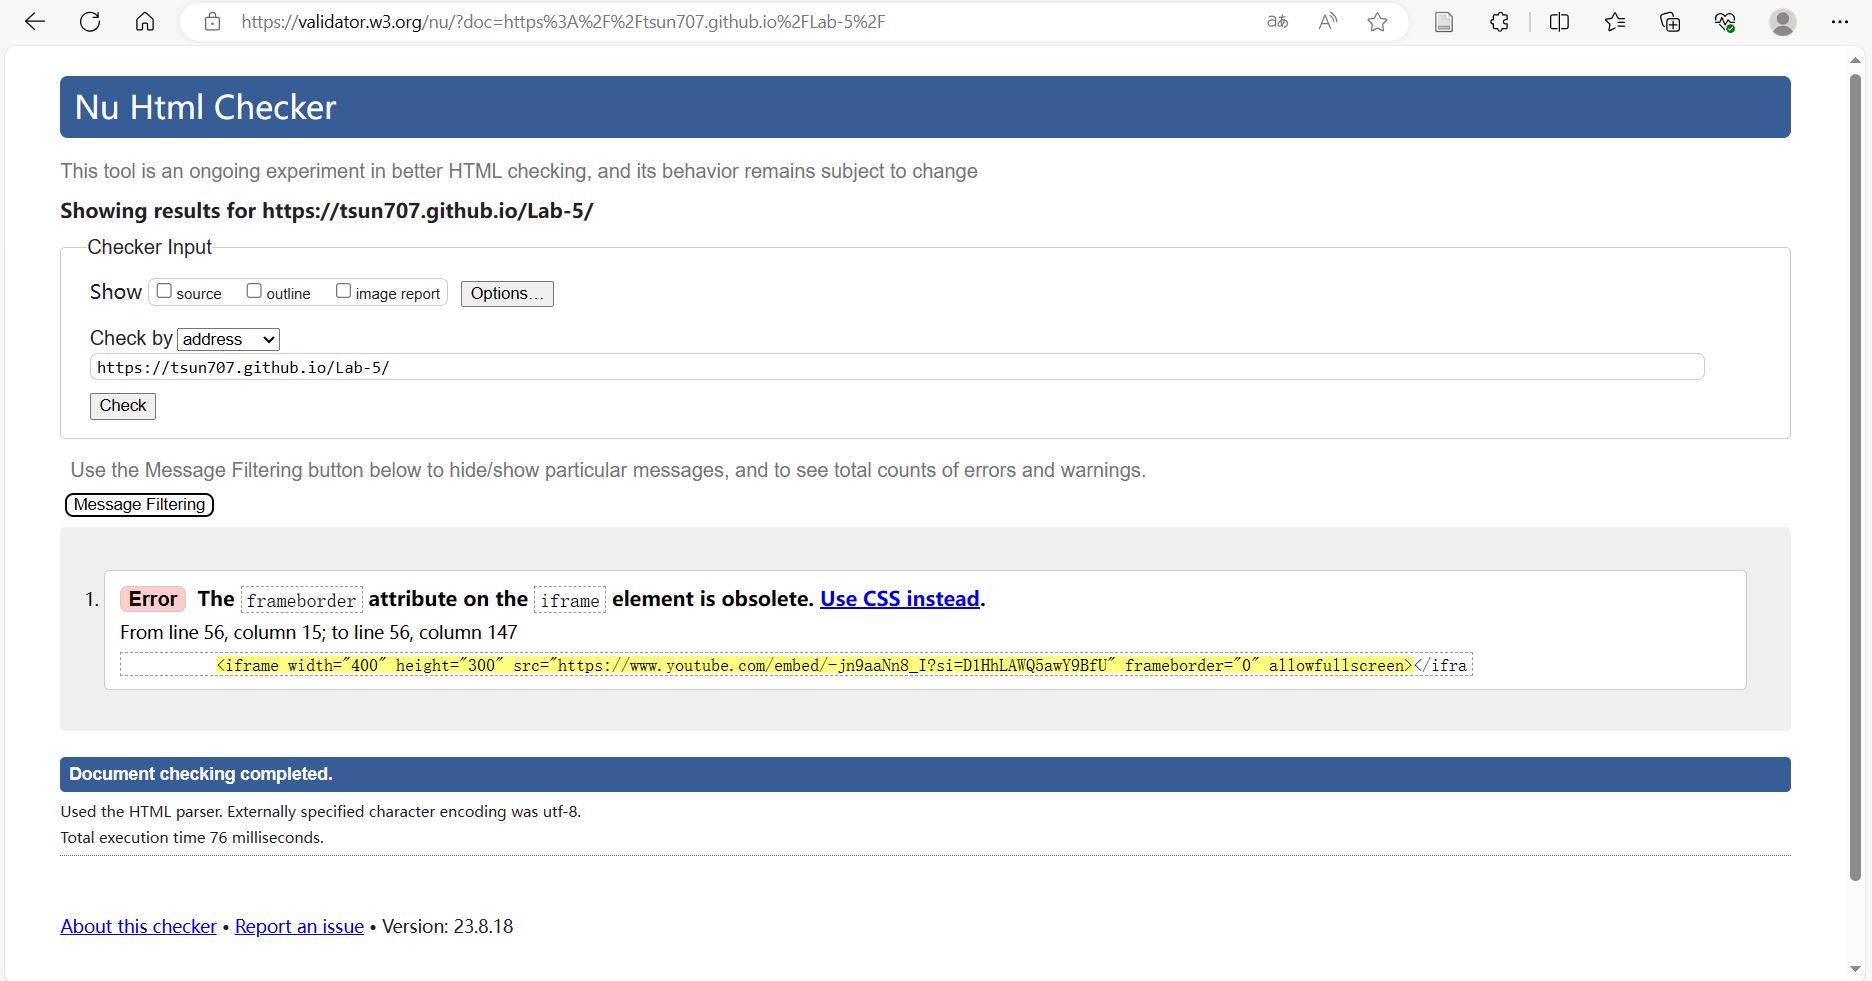 https://validator.w3.org/nu/?doc=https%3A%2F%2Ftsun707.github.io%2FLab-5%2F
Nu Html Checker
This tool is an ongoing experiment in better HTML checking, and its behavior remains subject to change
Showing results for https://tsun707.github.io/Lab-5/
Checker Input
Show source outline image report Options...
Check by address
https://tsun707.github.io/Lab-5/
Check
Use the Message Filtering button below to hide/show particular messages, and to see total counts of errors and warnings.
Message Filtering
1. Error The frameborder attribute on the iframe element is obsolete. Use CSS instead.
From line 56, column 15; to line 56, column 147
<iframe width="400" height="300" src="https://www.youtube.com/embed/-jn9aaNn8_I?si=D1HhLAWQ5awY9BfU" frameborder="0" allowfullscreen></ifra
Document checking completed.
Used the HTML parser. Externally specified character encoding was utf-8.
Total execution time 76 milliseconds.
About this checker • Report an issue • Version: 23.8.18